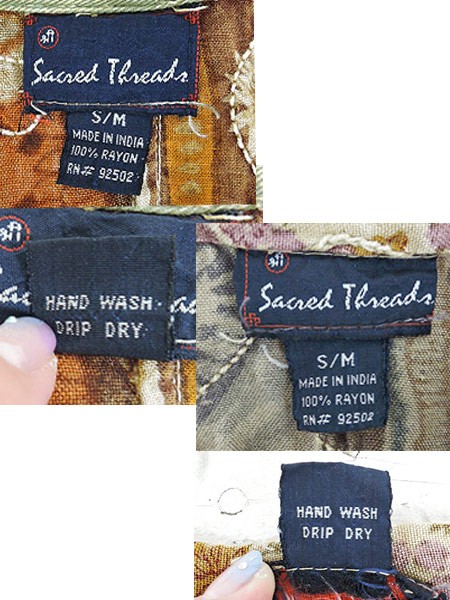 श्री
Sacred Threads
S/M
MADE IN INDIA
100% RAYON
RN# 92502
श्री
HAND WASH
DRIP DRY
श्री
Sacred Threads
S/M
MADE IN INDIA
100% RAYON
RN# 92502
HAND WASH
DRIP DRY